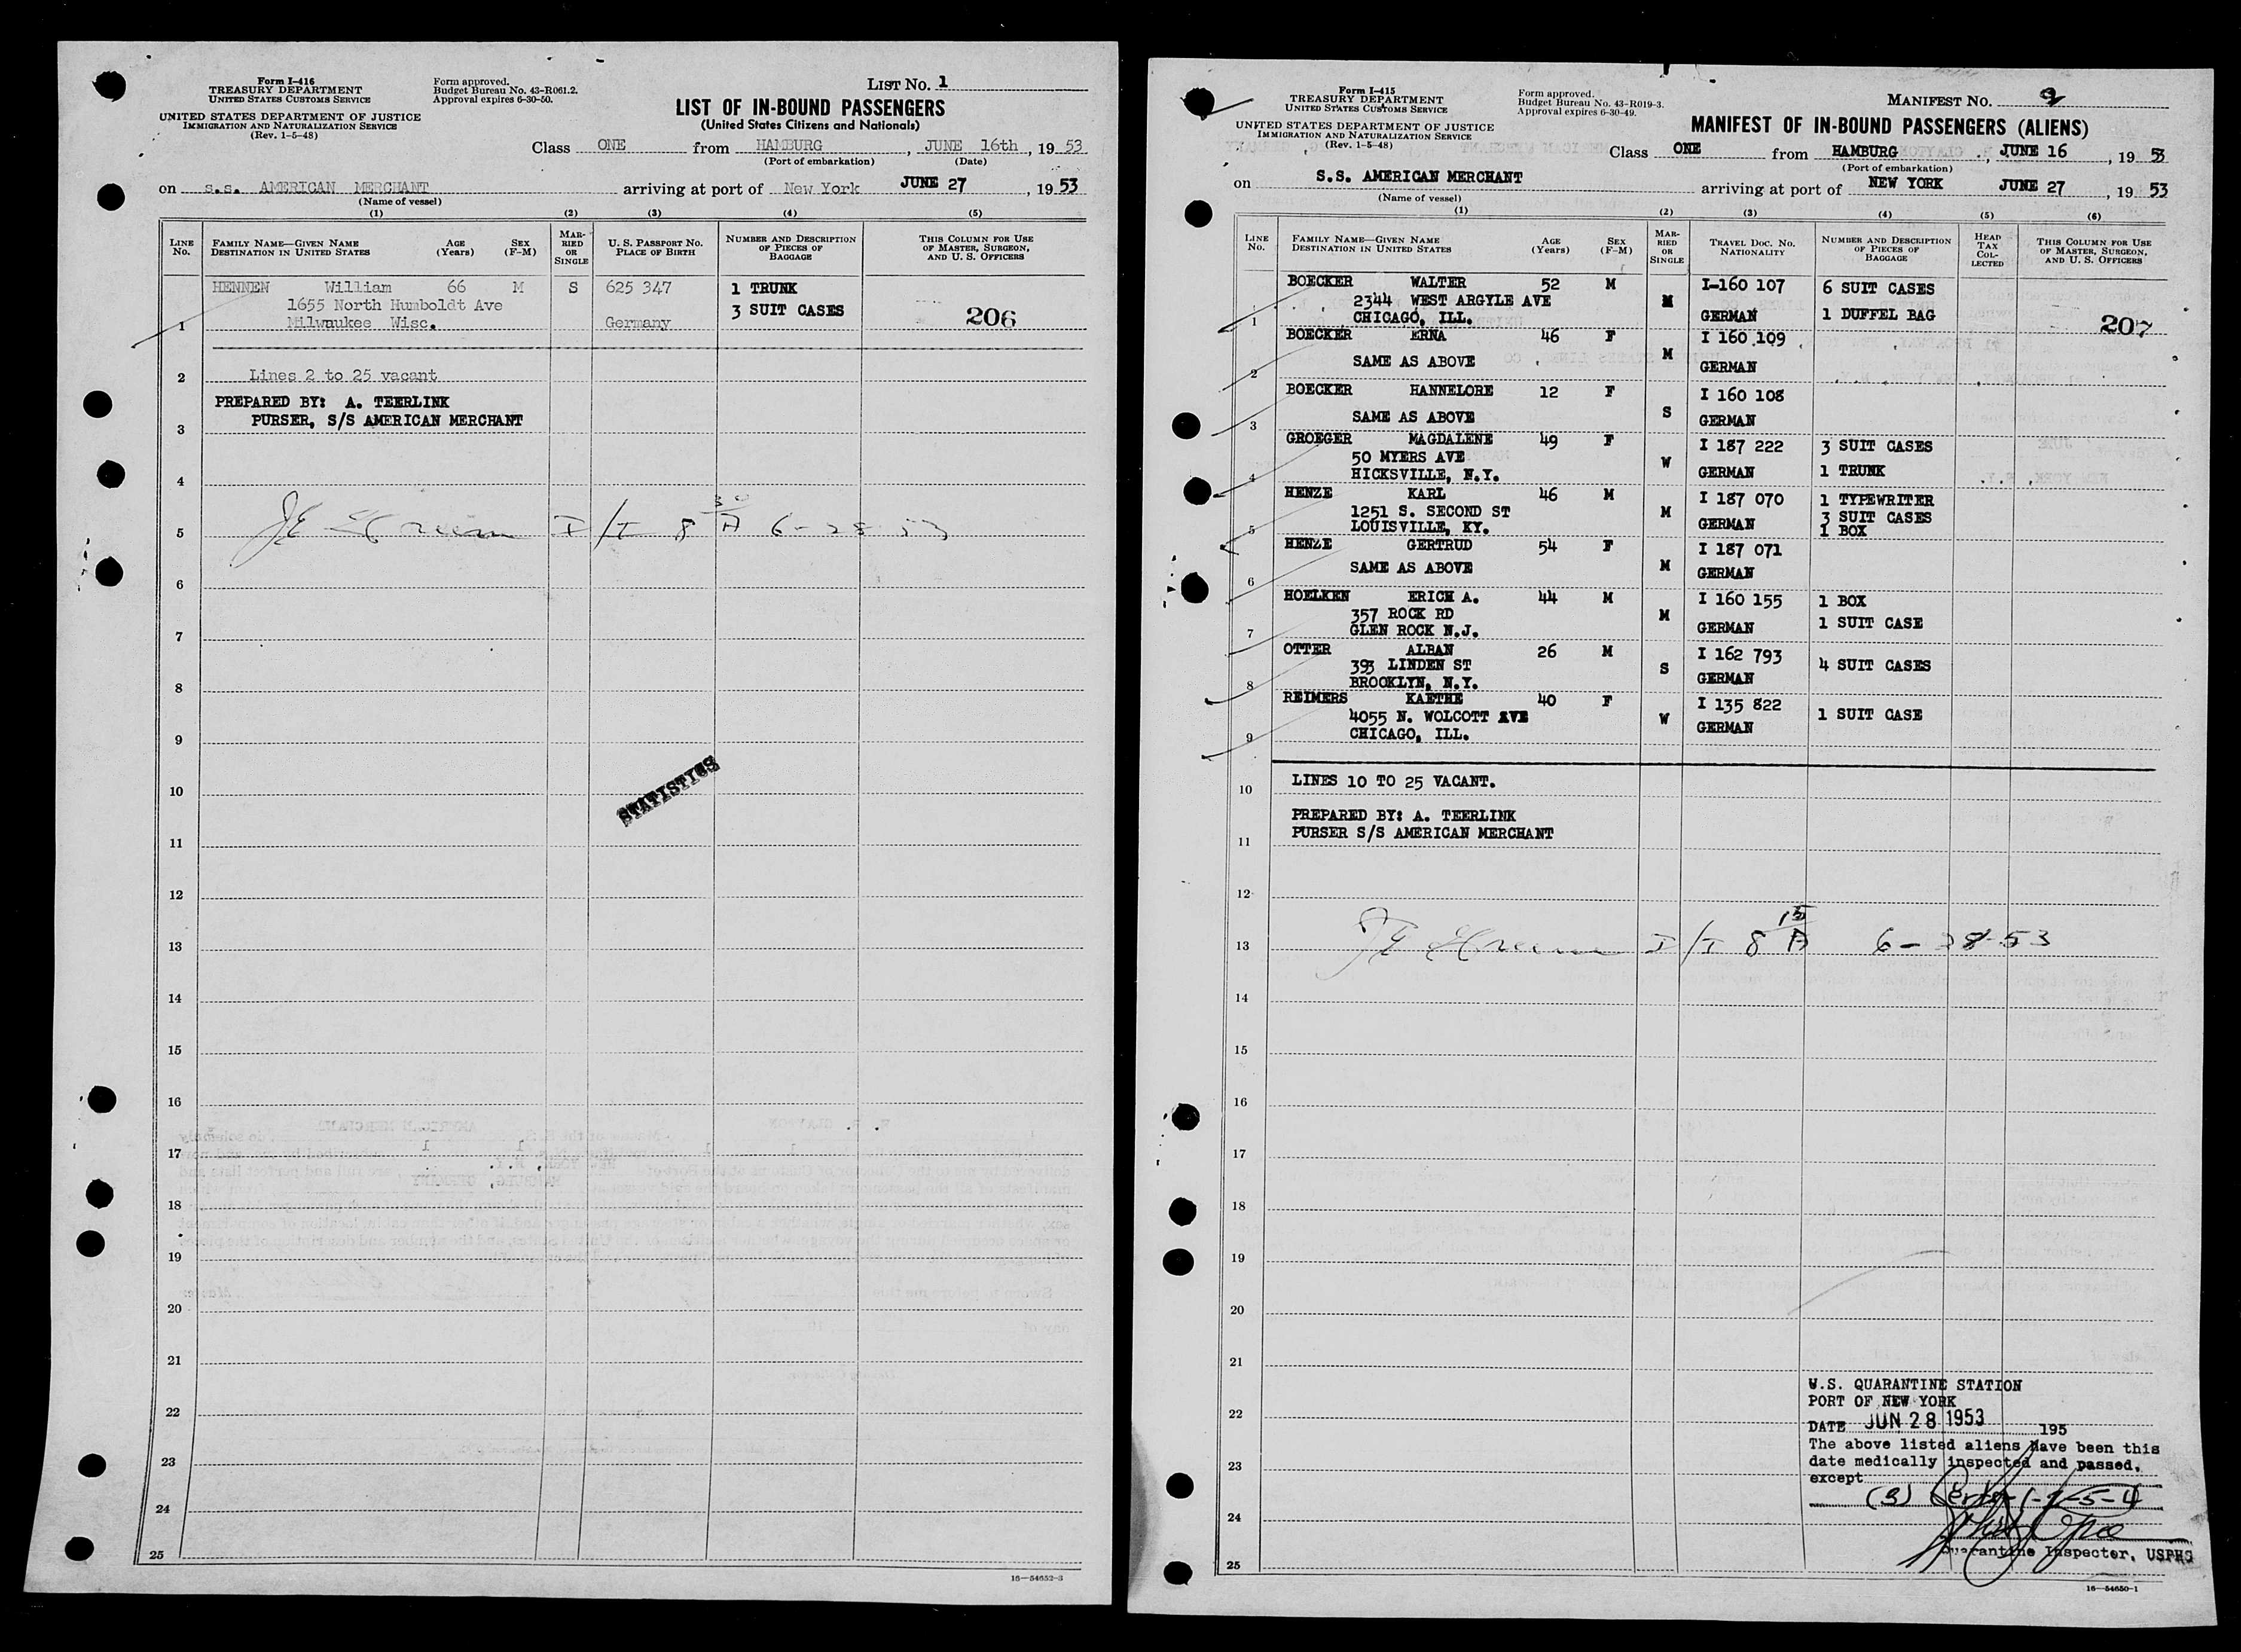 Form I-416
TREASURY DEPARTMENT
UNITED STATES CUSTOMS SERVICE
UNITED STATES DEPARTMENT OF JUSTICE
IMMIGRATION AND NATURALIZATION SERVICE
(Rev. 1-5-48)
Form approved.
Budget Bureau No. 43-R061.2.
Approval expires 6-30-50.
LIST No. 1
LIST OF IN-BOUND PASSENGERS
(United States Citizens and Nationals)
Class ONE from HAMBURG, JUNE 16th, 1953
(Port of embarkation) (Date)
on s.s. AMERICAN MERCHANT arriving at port of New York JUNE 27, 1953
(Name of vessel)
(1) (2) (3) (4) (5)
LINE No.
FAMILY NAME—GIVEN NAME DESTINATION IN UNITED STATES
AGE (Years)
SEX (F-M)
MARRIED OR SINGLE
U. S. PASSPORT NO. PLACE OF BIRTH
NUMBER AND DESCRIPTION OF PIECES OF BAGGAGE
THIS COLUMN FOR USE OF MASTER, SURGEON, AND U. S. OFFICERS
HENNEN William 66 M S 625 347 1 TRUNK
1655 North Humboldt Ave 3 SUIT CASES 206
1 Milwaukee Wisc. Germany
2 Lines 2 to 25 vacant
PREPARED BY: A. TEERLINK
3 PURSER, S/S AMERICAN MERCHANT
4
5 I/I 8 30 A 6-28-53
6
7
8
9
STATISTICS
10
11
12
13
14
15
16
17
18
19
20
21
22
23
24
25
16—54652-3
Form I-415
TREASURY DEPARTMENT
UNITED STATES CUSTOMS SERVICE
UNITED STATES DEPARTMENT OF JUSTICE
IMMIGRATION AND NATURALIZATION SERVICE
(Rev. 1-5-48)
Form approved.
Budget Bureau No. 43-R019-3.
Approval expires 6-30-49.
MANIFEST No. 2
MANIFEST OF IN-BOUND PASSENGERS (ALIENS)
Class ONE from HAMBURG, JUNE 16, 1953
(Port of embarkation)
on S.S. AMERICAN MERCHANT arriving at port of NEW YORK JUNE 27, 1953
(Name of vessel)
(1) (2) (3) (4) (5) (6)
LINE No.
FAMILY NAME—GIVEN NAME DESTINATION IN UNITED STATES
AGE (Years)
SEX (F-M)
MARRIED OR SINGLE
TRAVEL DOC. NO. NATIONALITY
NUMBER AND DESCRIPTION OF PIECES OF BAGGAGE
HEAD TAX COLLECTED
THIS COLUMN FOR USE OF MASTER, SURGEON, AND U. S. OFFICERS
BOECKER WALTER 52 M M I-160 107 6 SUIT CASES
2344 WEST ARGYLE AVE
1 CHICAGO, ILL. GERMAN 1 DUFFEL BAG 207
BOECKER ERNA 46 F M I 160 109
2 SAME AS ABOVE GERMAN
BOECKER HANNELORE 12 F S I 160 108
3 SAME AS ABOVE GERMAN
GROEGER MAGDALENE 49 F W I 187 222 3 SUIT CASES
50 MYERS AVE
4 HICKSVILLE, N.Y. GERMAN 1 TRUNK
HENZE KARL 46 M M I 187 070 1 TYPEWRITER
1251 S. SECOND ST 3 SUIT CASES
5 LOUISVILLE, KY. GERMAN 1 BOX
HENZE GERTRUD 54 F M I 187 071
6 SAME AS ABOVE GERMAN
HOELKEN ERICH A. 44 M M I 160 155 1 BOX
357 ROCK RD
7 GLEN ROCK N.J. GERMAN 1 SUIT CASE
OTTER ALBAN 26 M S I 162 793 4 SUIT CASES
393 LINDEN ST
8 BROOKLYN, N.Y. GERMAN
REIMERS KAETHE 40 F W I 135 822 1 SUIT CASE
4055 N. WOLCOTT AVE
9 CHICAGO, ILL. GERMAN
10 LINES 10 TO 25 VACANT.
PREPARED BY: A. TEERLINK
11 PURSER S/S AMERICAN MERCHANT
12
13 I/I 8 15 A 6-28-53
14
15
16
17
18
19
20
21
22
23
24
25
U.S. QUARANTINE STATION
PORT OF NEW YORK
DATE JUN 28 1953 195
The above listed aliens have been this
date medically inspected and passed,
except
Quarantine Inspector, USPHS
16—54650-1